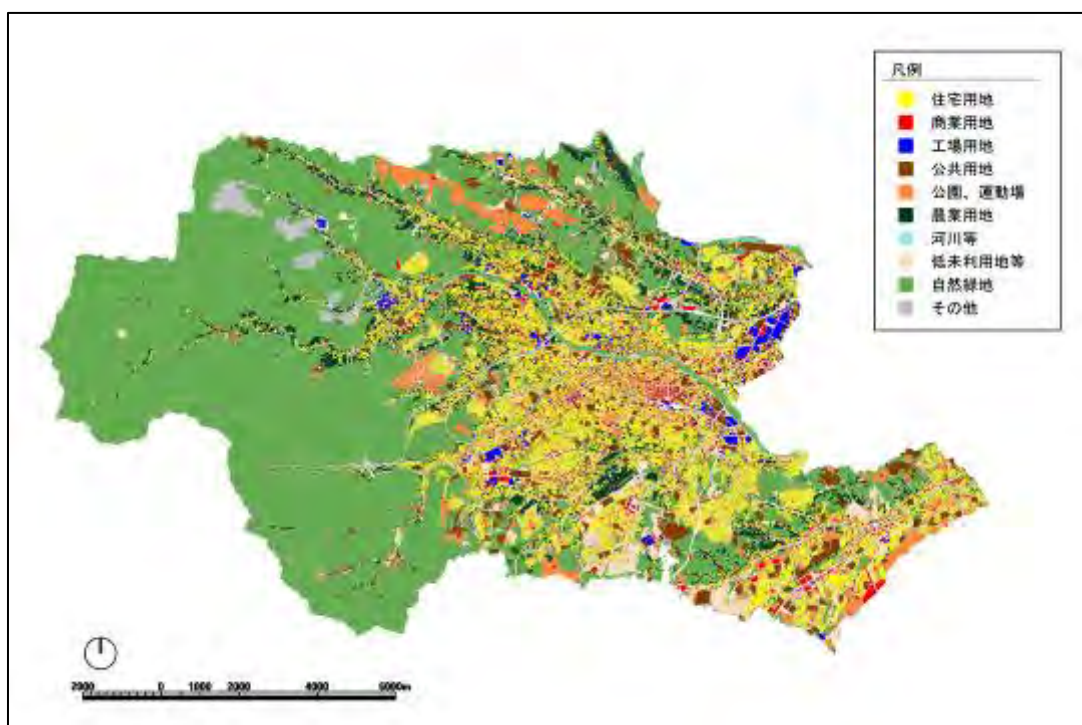 凡例
住宅用地
商業用地
工場用地
公共用地
公園、運動場
農業用地
河川等
低未利用地等
自然緑地
その他
2000 0 1000 2000 4000 6000m